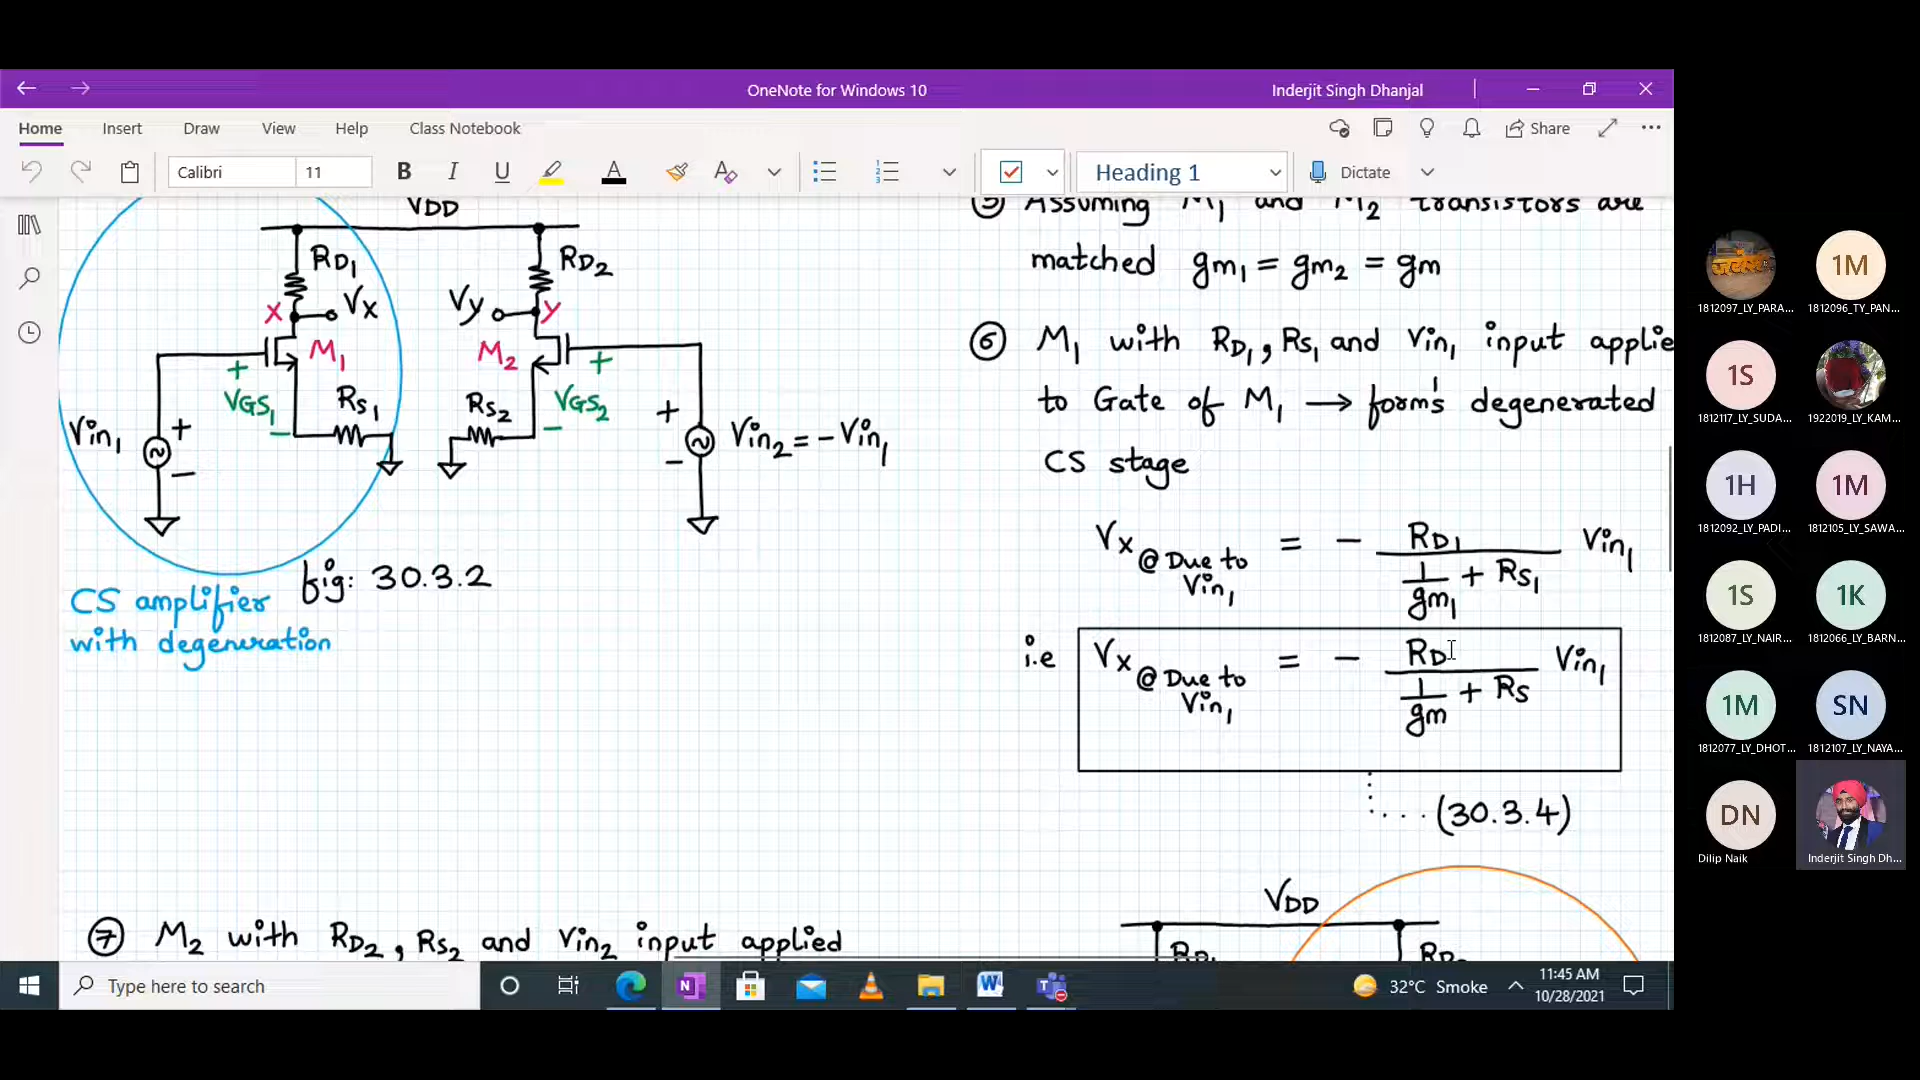 OneNote for Windows 10
Inderjit Singh Dhanjal
Home Insert Draw View Help Class Notebook
Share
Calibri 11 B I U A Heading 1 Dictate
VDD
RD1 RD2
X Vx Vy Y
M1 M2
+ VGS1 − RS1 RS2 + VGS2 −
Vin1 + − + − Vin2 = −Vin1
fig: 30.3.2
CS amplifier
with degeneration
⑤ Assuming M1 and M2 transistors are
matched gm1 = gm2 = gm
⑥ M1 with RD1, RS1 and Vin1 input applie
to Gate of M1 → form's degenerated
CS stage
Vx @ Due to Vin1 = − RD1 / (1/gm1 + RS1) Vin1
i.e Vx @ Due to Vin1 = − RD / (1/gm + RS) Vin1
.... (30.3.4)
⑦ M2 with RD2, RS2 and Vin2 input applied
VDD
RD1
Type here to search
N
W
32°C Smoke
11:45 AM
10/28/2021
1812097_LY_PARA...
1M
1812096_TY_PAN...
1S
1812117_LY_SUDA...
1922019_LY_KAM...
1H
1812092_LY_PADI...
1M
1812105_LY_SAWA...
1S
1812087_LY_NAIR...
1K
1812066_LY_BARN...
1M
1812077_LY_DHOT...
SN
1812107_LY_NAYA...
DN
Dilip Naik
Inderjit Singh Dh...